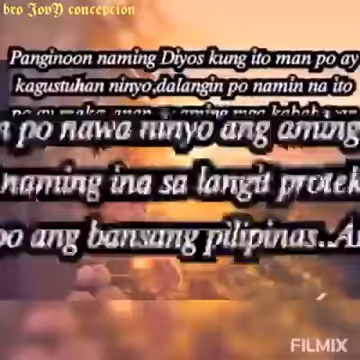 bro JovY concepcion
Panginoon naming Diyos kung ito man po ay
kagustuhan ninyo,dalangin po namin na ito
po nawa ninyo ang aming
naming ina sa langit protek
po ang bansang pilipinas..A
FILMIX